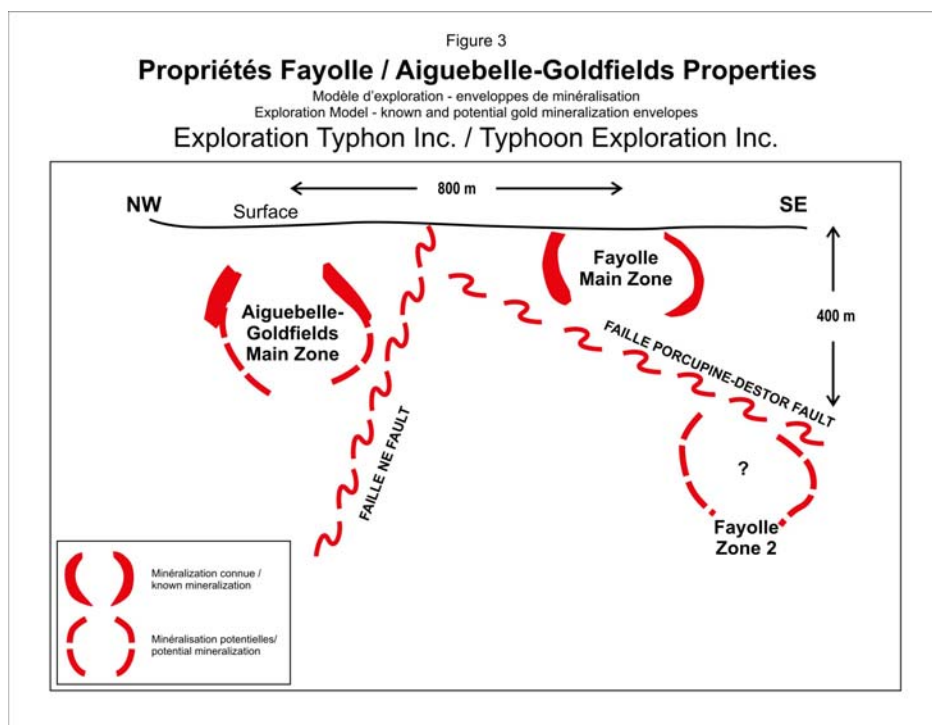 Figure 3
Propriétés Fayolle / Aiguebelle-Goldfields Properties
Modèle d'exploration - enveloppes de minéralisation
Exploration Model - known and potential gold mineralization envelopes
Exploration Typhon Inc. / Typhoon Exploration Inc.
800 m
NW
Surface
SE
Fayolle
Main Zone
400 m
Aiguebelle-
Goldfields
Main Zone
FAILLE PORCUPINE-DESTOR FAULT
FAILLE NE FAULT
?
Fayolle
Zone 2
Minéralization connue /
known mineralization
Minéralisation potentielles/
potential mineralization